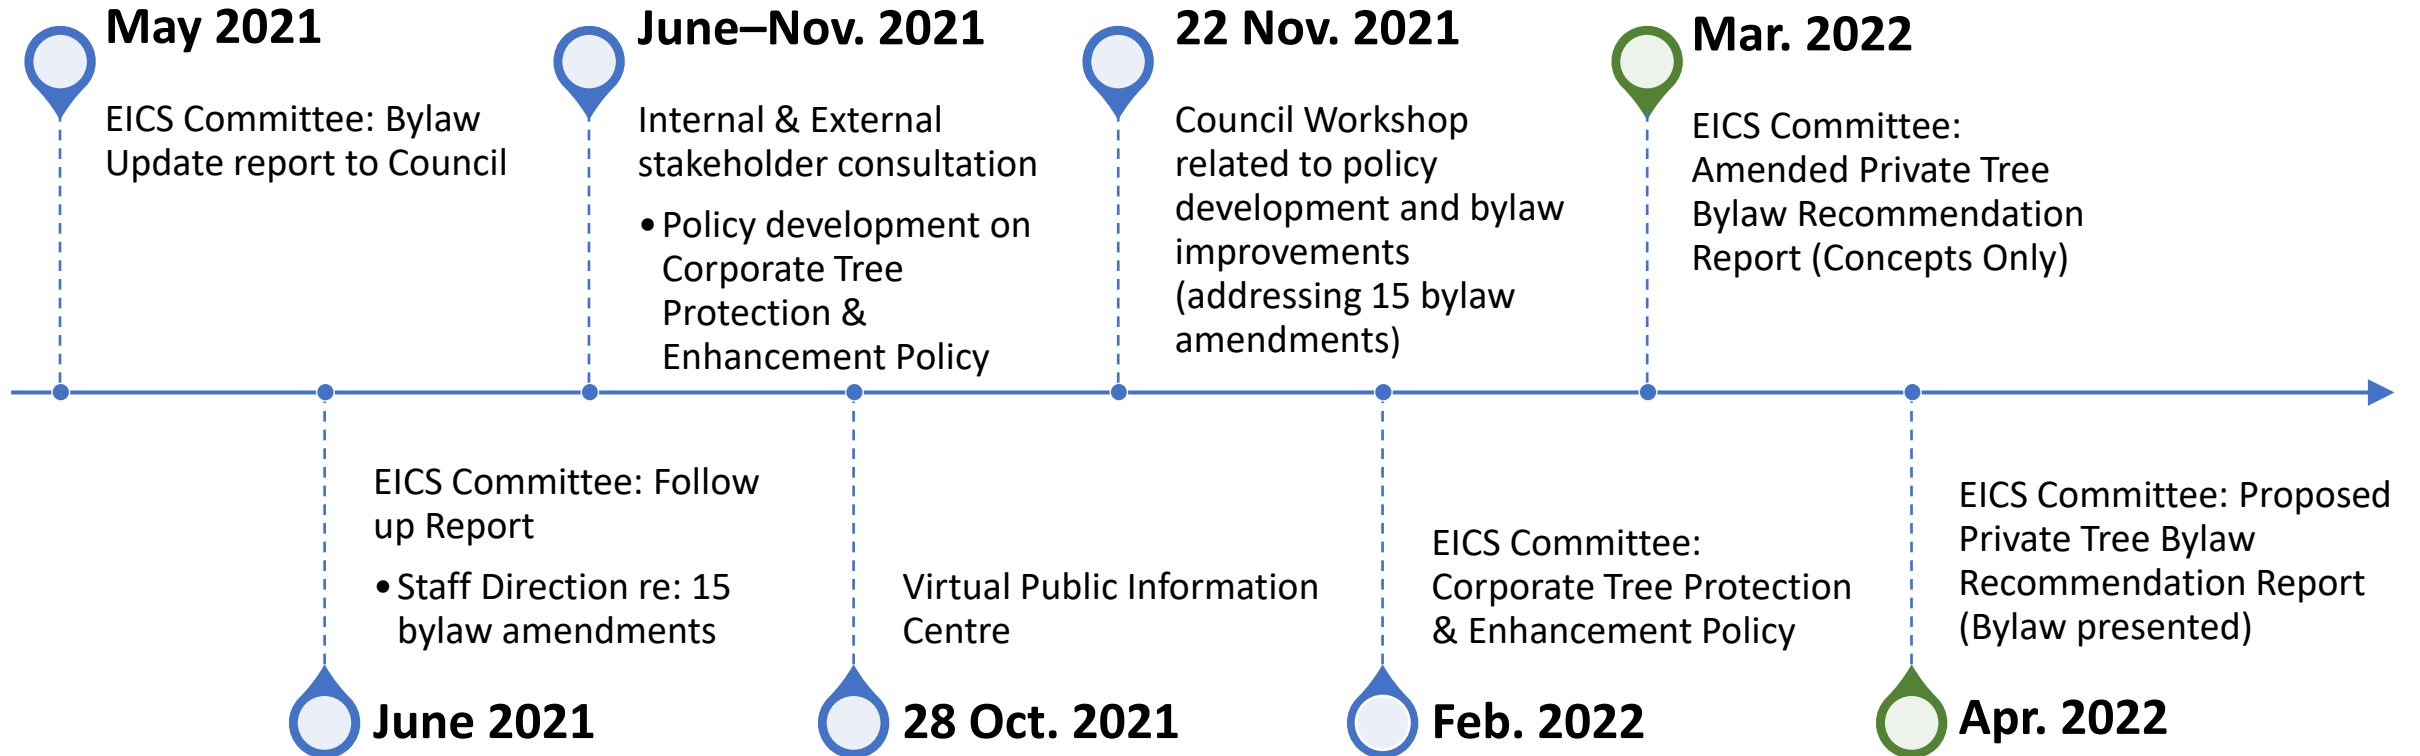 May 2021
EICS Committee: Bylaw
Update report to Council
June 2021
EICS Committee: Follow
up Report
• Staff Direction re: 15
bylaw amendments
June–Nov. 2021
Internal & External
stakeholder consultation
• Policy development on
Corporate Tree
Protection &
Enhancement Policy
28 Oct. 2021
Virtual Public Information
Centre
22 Nov. 2021
Council Workshop
related to policy
development and bylaw
improvements
(addressing 15 bylaw
amendments)
Feb. 2022
EICS Committee:
Corporate Tree Protection
& Enhancement Policy
Mar. 2022
EICS Committee:
Amended Private Tree
Bylaw Recommendation
Report (Concepts Only)
Apr. 2022
EICS Committee: Proposed
Private Tree Bylaw
Recommendation Report
(Bylaw presented)